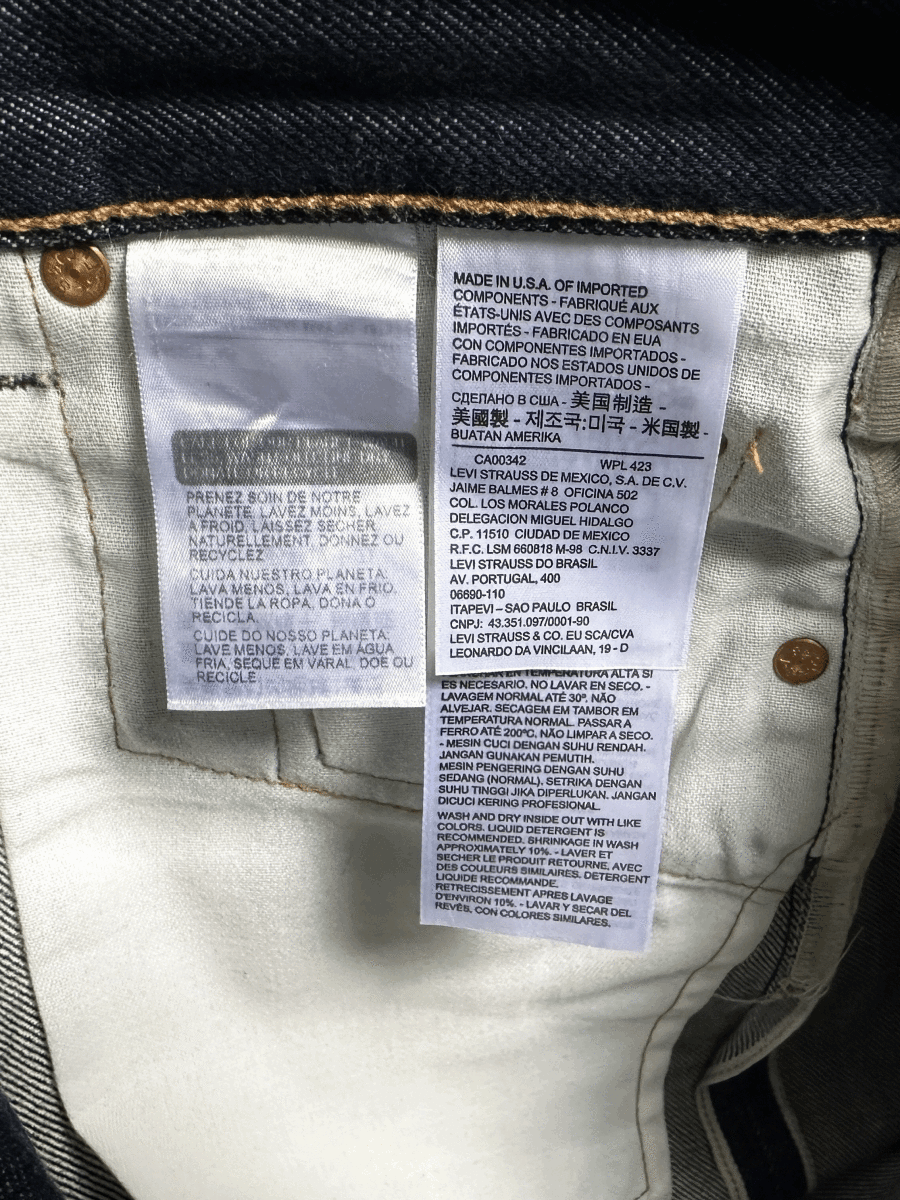 PRENEZ SOIN DE NOTRE
PLANÈTE: LAVEZ MOINS, LAVEZ
A FROID, LAISSEZ SÉCHER
NATURELLEMENT, DONNEZ OU
RECYCLEZ.
CUIDA NUESTRO PLANETA:
LAVA MENOS, LAVA EN FRIO,
TIENDE LA ROPA, DONA O
RECICLA.
CUIDE DO NOSSO PLANETA:
LAVE MENOS, LAVE EM ÁGUA
FRIA, SEQUE EM VARAL, DOE OU
RECICLE.
MADE IN U.S.A. OF IMPORTED
COMPONENTS - FABRIQUÉ AUX
ÉTATS-UNIS AVEC DES COMPOSANTS
IMPORTÉS - FABRICADO EN EUA
CON COMPONENTES IMPORTADOS -
FABRICADO NOS ESTADOS UNIDOS DE
COMPONENTES IMPORTADOS -
СДЕЛАНО В США - 美国制造 -
美國製 - 제조국:미국 - 米国製 -
BUATAN AMERIKA
CA00342 WPL 423
LEVI STRAUSS DE MEXICO, S.A. DE C.V.
JAIME BALMES # 8 OFICINA 502
COL. LOS MORALES POLANCO
DELEGACION MIGUEL HIDALGO
C.P. 11510 CIUDAD DE MEXICO
R.F.C. LSM 660818 M-98 C.N.I.V. 3337
LEVI STRAUSS DO BRASIL
AV. PORTUGAL, 400
06690-110
ITAPEVI – SAO PAULO BRASIL
CNPJ: 43.351.097/0001-90
LEVI STRAUSS & CO. EU SCA/CVA
LEONARDO DA VINCILAAN, 19 - D
EN TEMPERATURA ALTA SI
ES NECESARIO. NO LAVAR EN SECO. -
LAVAGEM NORMAL ATÉ 30º. NÃO
ALVEJAR. SECAGEM EM TAMBOR EM
TEMPERATURA NORMAL. PASSAR A
FERRO ATÉ 200ºC. NÃO LIMPAR A SECO.
- MESIN CUCI DENGAN SUHU RENDAH.
JANGAN GUNAKAN PEMUTIH.
MESIN PENGERING DENGAN SUHU
SEDANG (NORMAL). SETRIKA DENGAN
SUHU TINGGI JIKA DIPERLUKAN. JANGAN
DICUCI KERING PROFESIONAL.
WASH AND DRY INSIDE OUT WITH LIKE
COLORS. LIQUID DETERGENT IS
RECOMMENDED. SHRINKAGE IN WASH
APPROXIMATELY 10%. - LAVER ET
SECHER LE PRODUIT RETOURNE, AVEC
DES COULEURS SIMILAIRES. DETERGENT
LIQUIDE RECOMMANDE.
RETRECISSEMENT APRES LAVAGE
D'ENVIRON 10%. - LAVAR Y SECAR DEL
REVÉS, CON COLORES SIMILARES.